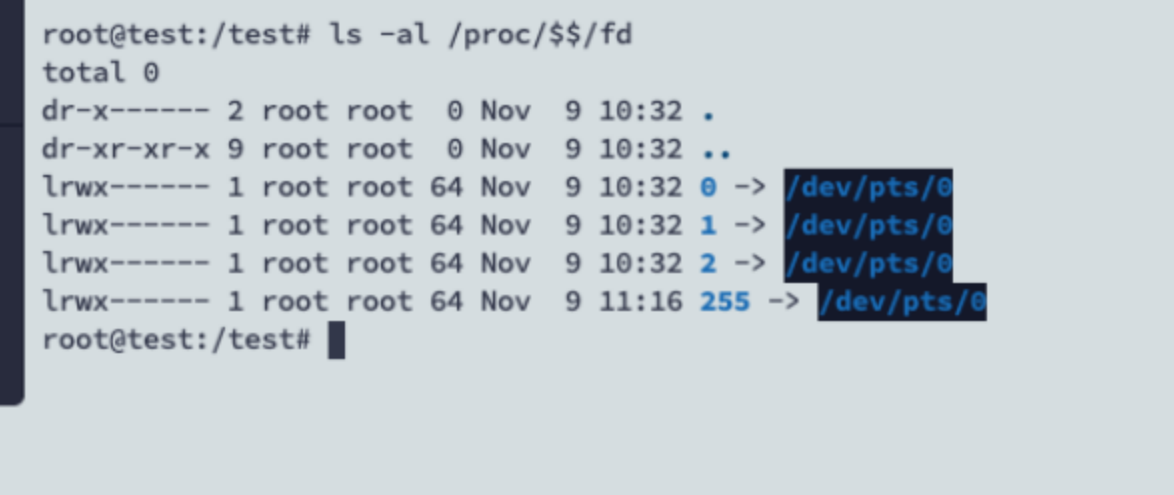 root@test:/test# ls -al /proc/$$/fd
total 0
dr-x------ 2 root root  0 Nov  9 10:32 .
dr-xr-xr-x 9 root root  0 Nov  9 10:32 ..
lrwx------ 1 root root 64 Nov  9 10:32 0 -> /dev/pts/0
lrwx------ 1 root root 64 Nov  9 10:32 1 -> /dev/pts/0
lrwx------ 1 root root 64 Nov  9 10:32 2 -> /dev/pts/0
lrwx------ 1 root root 64 Nov  9 11:16 255 -> /dev/pts/0
root@test:/test#